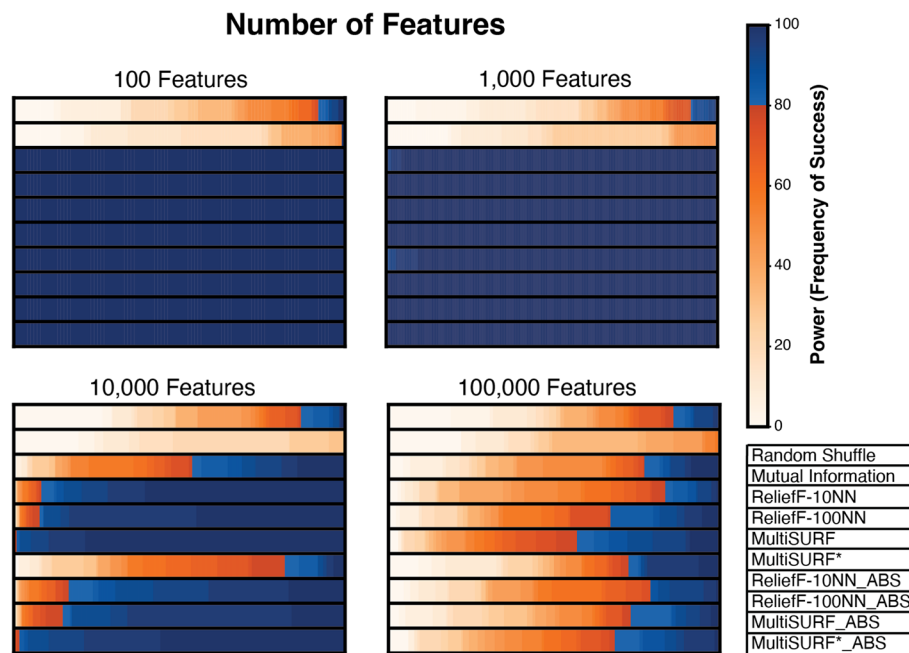 Number of Features
100 Features
1,000 Features
10,000 Features
100,000 Features
100
80
60
40
20
0
Power (Frequency of Success)
Random Shuffle
Mutual Information
ReliefF-10NN
ReliefF-100NN
MultiSURF
MultiSURF*
ReliefF-10NN_ABS
ReliefF-100NN_ABS
MultiSURF_ABS
MultiSURF*_ABS